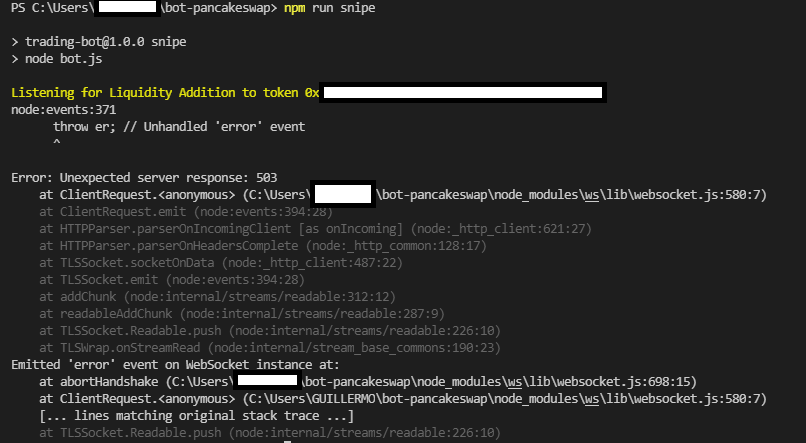 PS C:\Users\ \bot-pancakeswap> npm run snipe
> trading-bot@1.0.0 snipe
> node bot.js
Listening for Liquidity Addition to token 0x
node:events:371
throw er; // Unhandled 'error' event
^
Error: Unexpected server response: 503
at ClientRequest.<anonymous> (C:\Users\ \bot-pancakeswap\node_modules\ws\lib\websocket.js:580:7)
at ClientRequest.emit (node:events:394:28)
at HTTPParser.parserOnIncomingClient [as onIncoming] (node:_http_client:621:27)
at HTTPParser.parserOnHeadersComplete (node:_http_common:128:17)
at TLSSocket.socketOnData (node:_http_client:487:22)
at TLSSocket.emit (node:events:394:28)
at addChunk (node:internal/streams/readable:312:12)
at readableAddChunk (node:internal/streams/readable:287:9)
at TLSSocket.Readable.push (node:internal/streams/readable:226:10)
at TLSWrap.onStreamRead (node:internal/stream_base_commons:190:23)
Emitted 'error' event on WebSocket instance at:
at abortHandshake (C:\Users\ \bot-pancakeswap\node_modules\ws\lib\websocket.js:698:15)
at ClientRequest.<anonymous> (C:\Users\GUILLERMO\bot-pancakeswap\node_modules\ws\lib\websocket.js:580:7)
[... lines matching original stack trace ...]
at TLSSocket.Readable.push (node:internal/streams/readable:226:10)